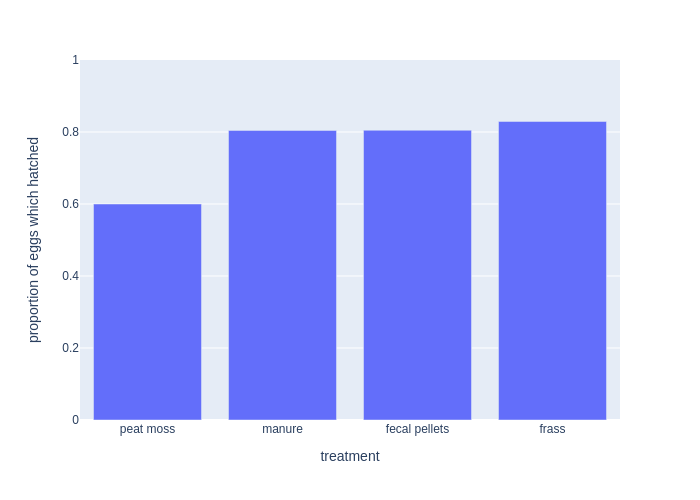 1
0.8
0.6
0.4
0.2
0
proportion of eggs which hatched
peat moss manure fecal pellets frass
treatment